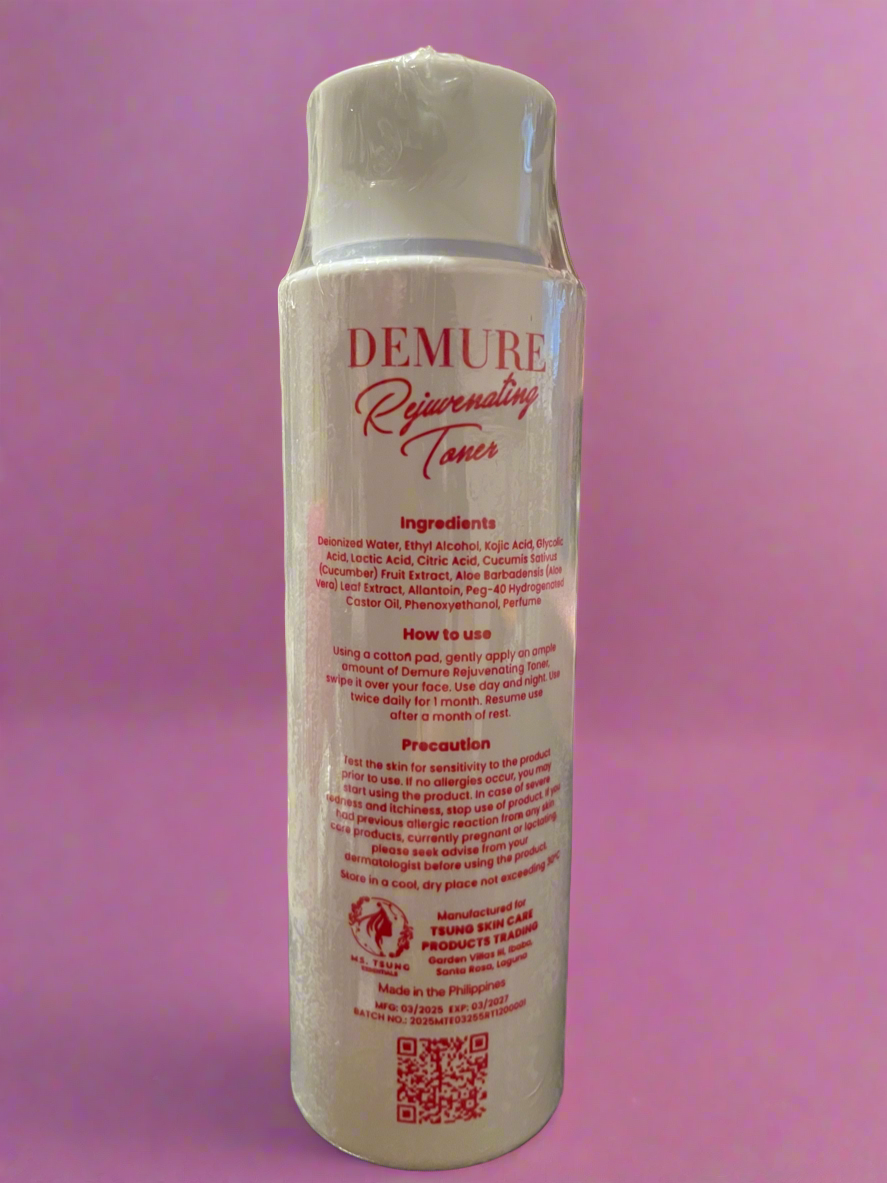 DEMURE
Rejuvenating
Toner
Ingredients
Deionized Water, Ethyl Alcohol, Kojic Acid, Glycolic
Acid, Lactic Acid, Citric Acid, Cucumis Sativus
(Cucumber) Fruit Extract, Aloe Barbadensis (Aloe
Vera) Leaf Extract, Allantoin, Peg-40 Hydrogenated
Castor Oil, Phenoxyethanol, Perfume
How to use
Using a cotton pad, gently apply an ample
amount of Demure Rejuvenating Toner,
swipe it over your face. Use day and night. Use
twice daily for 1 month. Resume use
after a month of rest.
Precaution
Test the skin for sensitivity to the product
prior to use. If no allergies occur, you may
start using the product. In case of severe
redness and itchiness, stop use of product. If you
had previous allergic reaction from any skin
care products, currently pregnant or lactating,
please seek advise from your
dermatologist before using the product.
Store in a cool, dry place not exceeding 30°C
MS. TSUNG
ESSENTIALS
Manufactured for
TSUNG SKIN CARE
PRODUCTS TRADING
Garden Villas III, Ibaba,
Santa Rosa, Laguna
Made in the Philippines
MFG: 03/2025 EXP: 03/2027
BATCH NO.: 2025MTE03255RT1200001